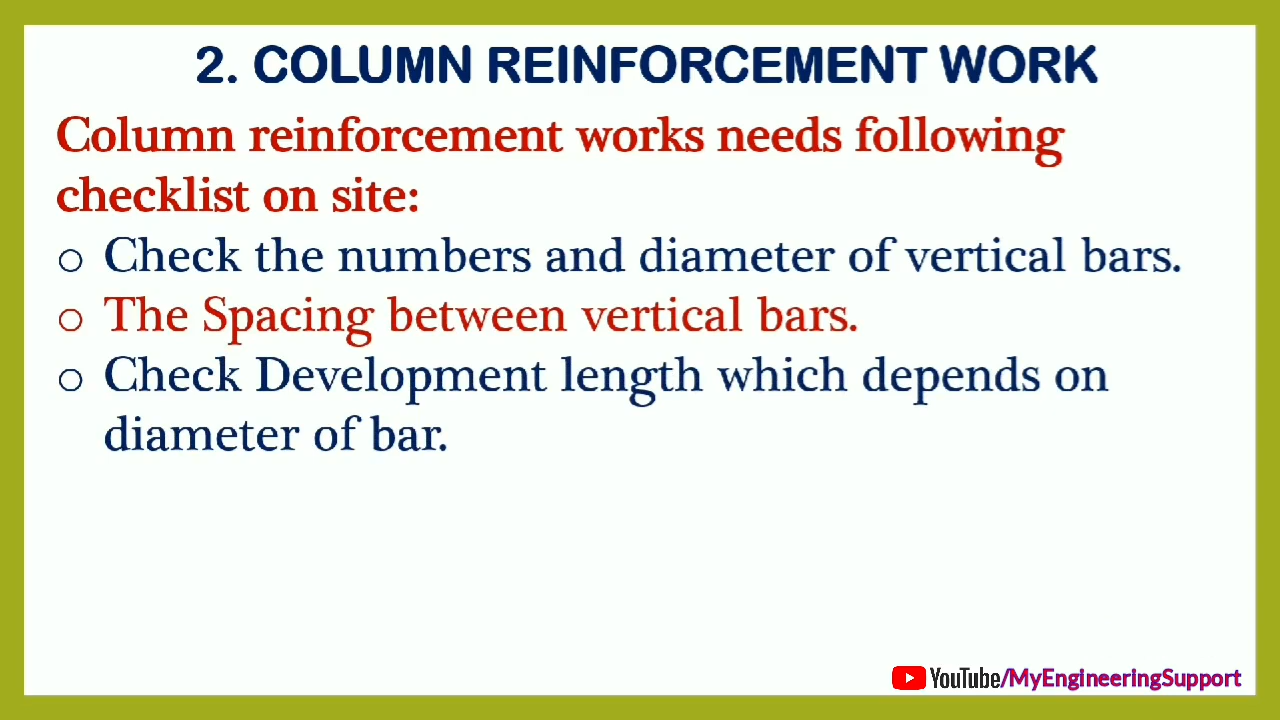 2. COLUMN REINFORCEMENT WORK
Column reinforcement works needs following
checklist on site:
o Check the numbers and diameter of vertical bars.
o The Spacing between vertical bars.
o Check Development length which depends on
diameter of bar.
YouTube/MyEngineeringSupport